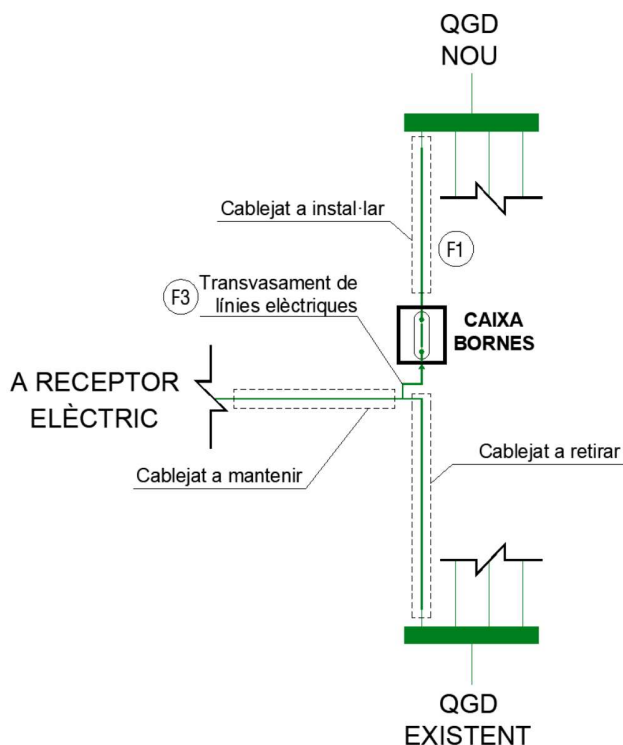 QGD
NOU
Cablejat a instal·lar
F1
F3
Transvasament de
línies elèctriques
CAIXA
BORNES
A RECEPTOR
ELÈCTRIC
Cablejat a mantenir
Cablejat a retirar
QGD
EXISTENT